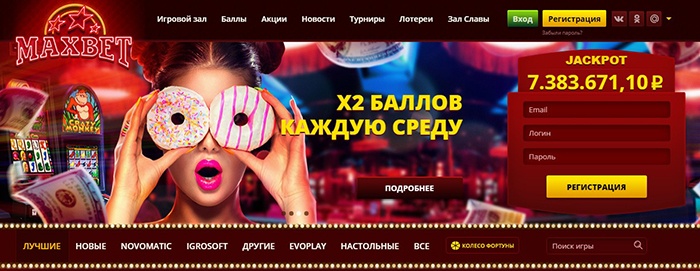 MAXBET
Игровой зал Баллы Акции Новости Турниры Лотереи Зал Славы
Вход Регистрация
Забыли пароль?
CRAZY MONKEY
X2 БАЛЛОВ
КАЖДУЮ СРЕДУ
ПОДРОБНЕЕ
JACKPOT
7.383.671,10 ₽
Email
Логин
Пароль
РЕГИСТРАЦИЯ
ЛУЧШИЕ НОВЫЕ NOVOMATIC IGROSOFT ДРУГИЕ EVOPLAY НАСТОЛЬНЫЕ ВСЕ КОЛЕСО ФОРТУНЫ Поиск игры